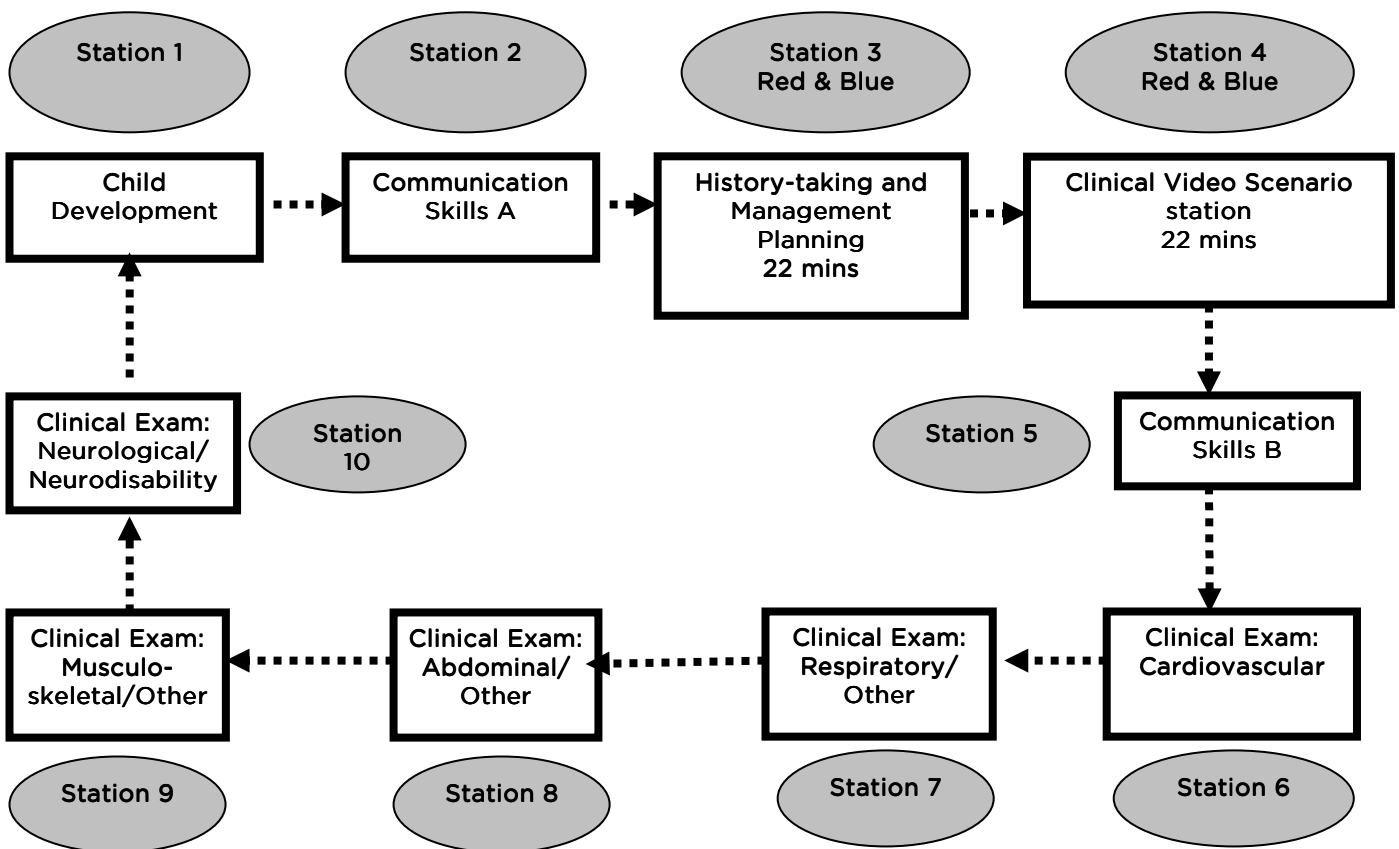 Station 1
Station 2
Station 3
Red & Blue
Station 4
Red & Blue
Child
Development
Communication
Skills A
History-taking and
Management
Planning
22 mins
Clinical Video Scenario
station
22 mins
Clinical Exam:
Neurological/
Neurodisability
Station
10
Station 5
Communication
Skills B
Clinical Exam:
Musculo-
skeletal/Other
Clinical Exam:
Abdominal/
Other
Clinical Exam:
Respiratory/
Other
Clinical Exam:
Cardiovascular
Station 9
Station 8
Station 7
Station 6